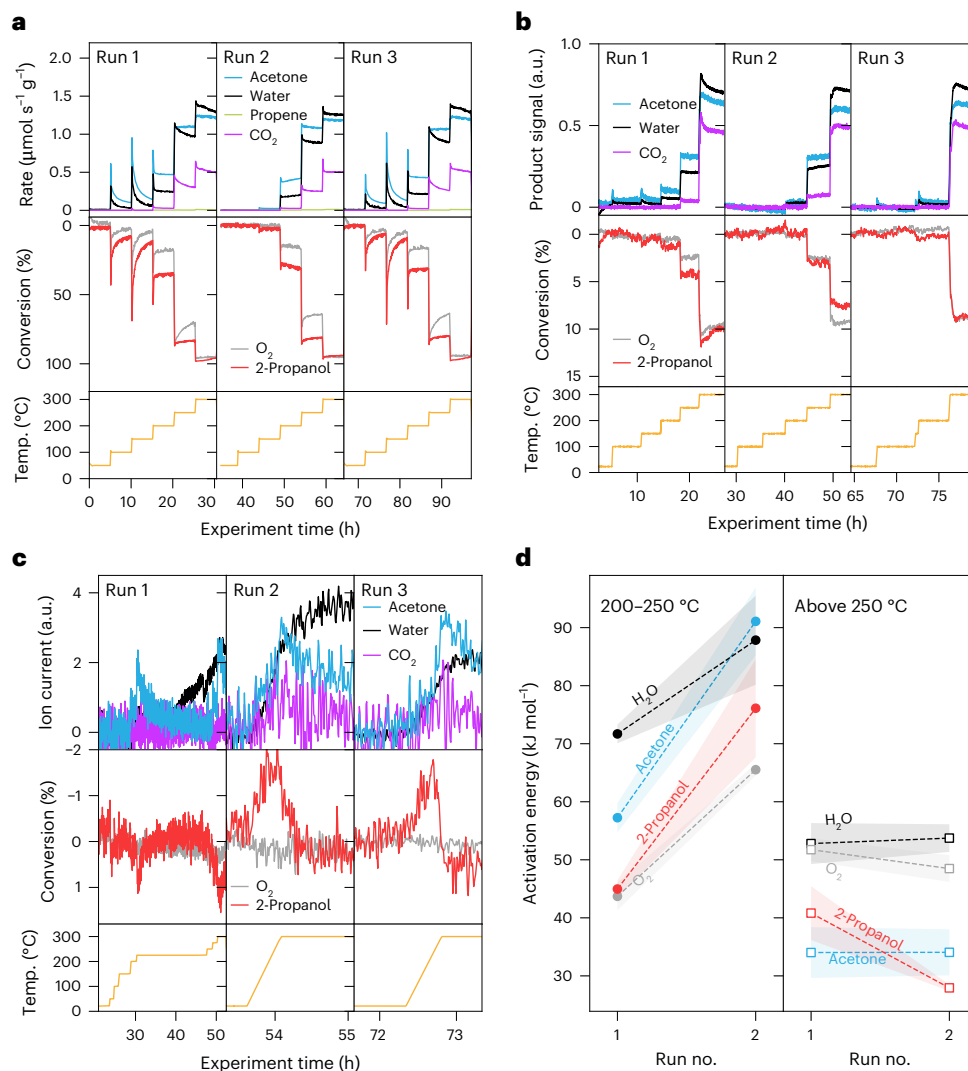 a
Run 1
Run 2
Run 3
Acetone
Water
Propene
CO2
Rate (μmol s−1 g−1)
2.0
1.5
1.0
0.5
0
Conversion (%)
0
50
100
O2
2-Propanol
Temp. (°C)
300
200
100
0
0 10 20 30 40 50 60 70 80 90
Experiment time (h)
b
Run 1
Run 2
Run 3
Acetone
Water
CO2
Product signal (a.u.)
1.0
0.5
0
Conversion (%)
0
5
10
15
O2
2-Propanol
Temp. (°C)
300
200
100
0
10 20 30 40 50 65 70 75
Experiment time (h)
c
Run 1
Run 2
Run 3
Acetone
Water
CO2
Ion current (a.u.)
4
2
0
−2
Conversion (%)
-1
0
1
O2
2-Propanol
Temp. (°C)
300
200
100
0
30 40 50 54 55 72 73
Experiment time (h)
d
200–250 °C
Above 250 °C
Activation energy (kJ mol−1)
90
80
70
60
50
40
30
H2O
Acetone
2-Propanol
O2
H2O
O2
2-Propanol
Acetone
1 2 1 2
Run no. Run no.